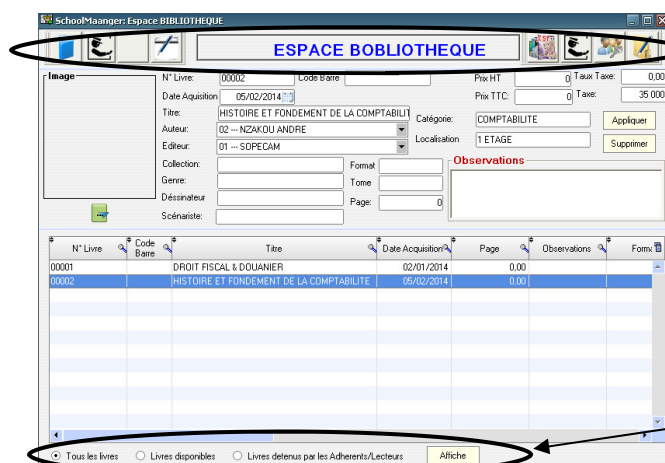 SchoolMaanger: Espace BIBLIOTHEQUE
ESPACE BOBLIOTHEQUE
Image
N° Livre: 00002 Code Barre Prix HT 0 Taux Taxe: 0,00
Date Aquisition 05/02/2014 Prix TTC: 0 Taxe: 35 000
Titre: HISTOIRE ET FONDEMENT DE LA COMPTABILI Catégorie: COMPTABILITE Appliquer
Auteur: 02 --- NZAKOU ANDRE
Editeur: 01 --- SOPECAM Localisation 1 ETAGE Supprimer
Collection: Format Observations
Genre: Tome
Déssinateur Page: 0
Scénariste:
N° Livre Code Barre Titre Date Acquisition Page Observations Forma
00001 DROIT FISCAL & DOUANIER 02/01/2014 0,00
00002 HISTOIRE ET FONDEMENT DE LA COMPTABILITE 05/02/2014 0,00
Tous les livres Livres disponibles Livres detenus par les Adherents/Lecteurs Affiche